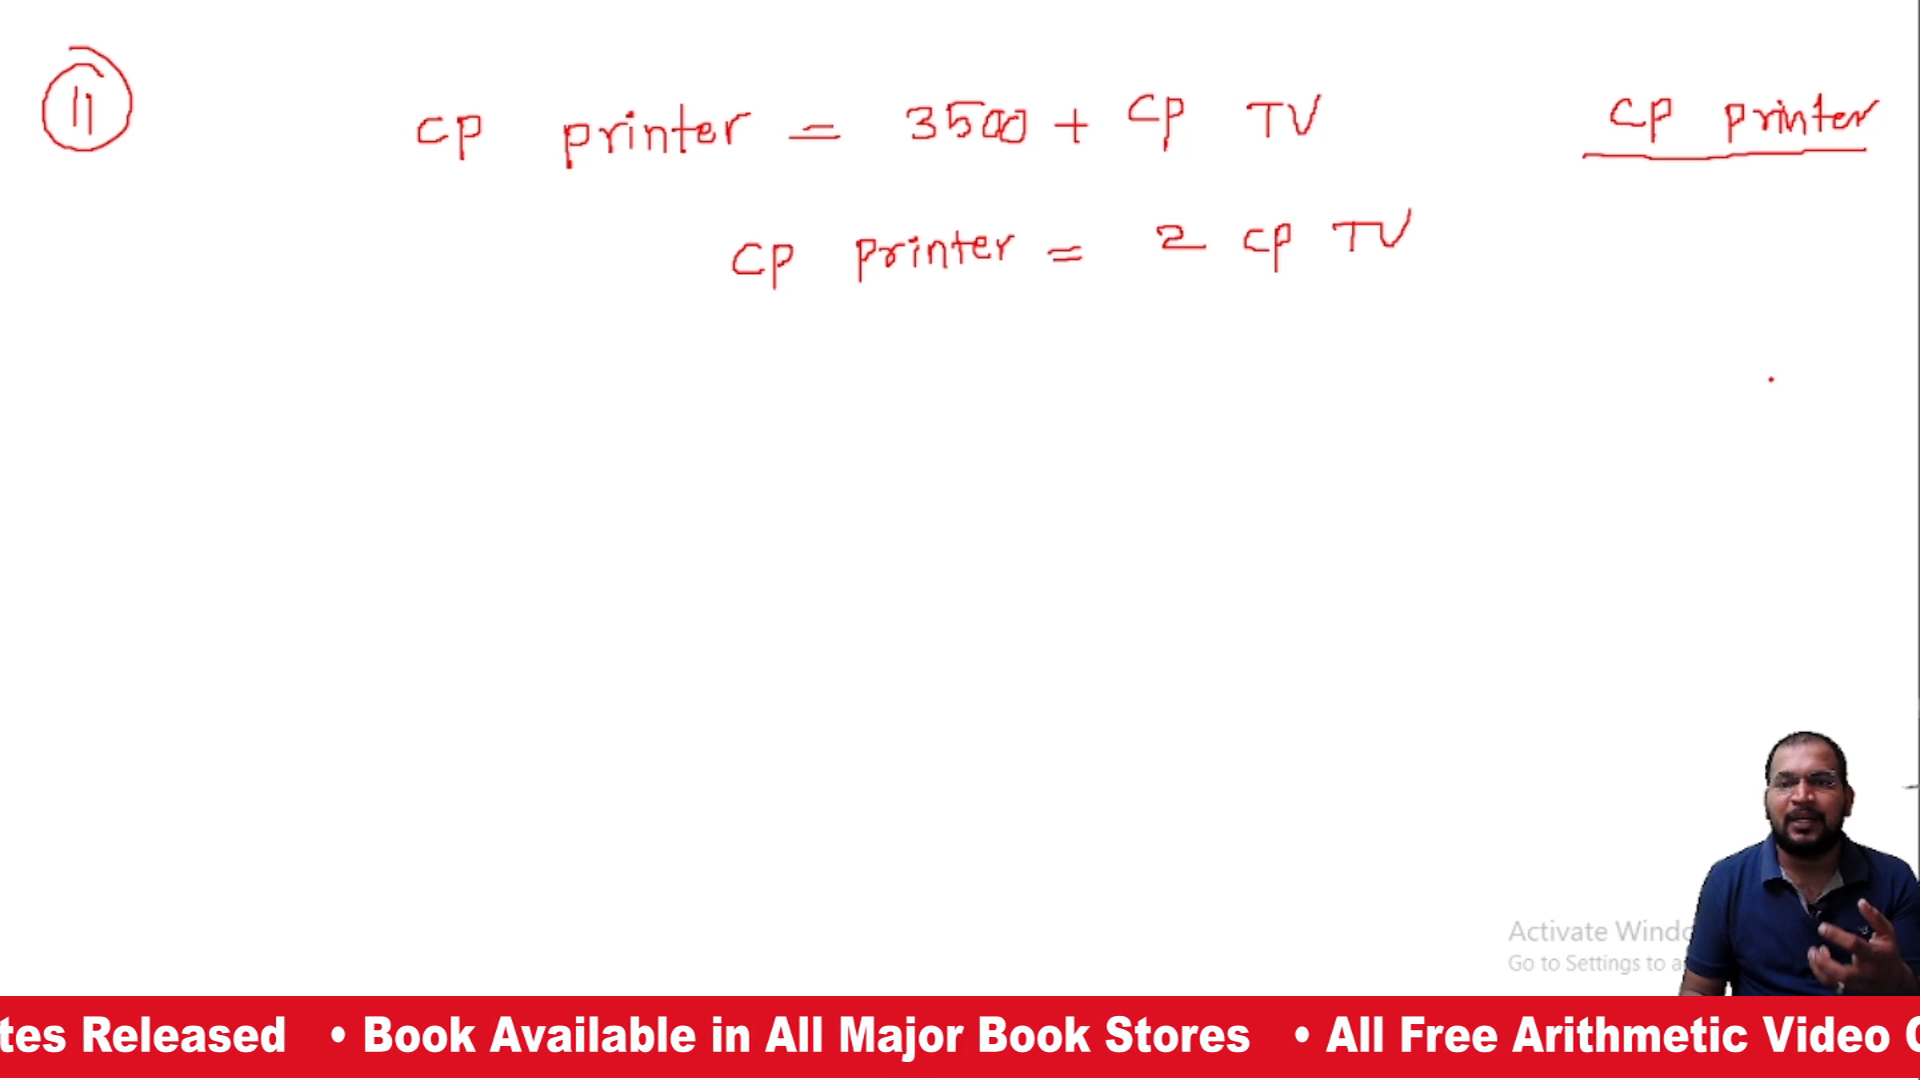 11
CP printer = 3500 + CP TV
CP printer
CP printer = 2 CP TV
Activate Windo
Go to Settings to a
tes Released • Book Available in All Major Book Stores • All Free Arithmetic Video C